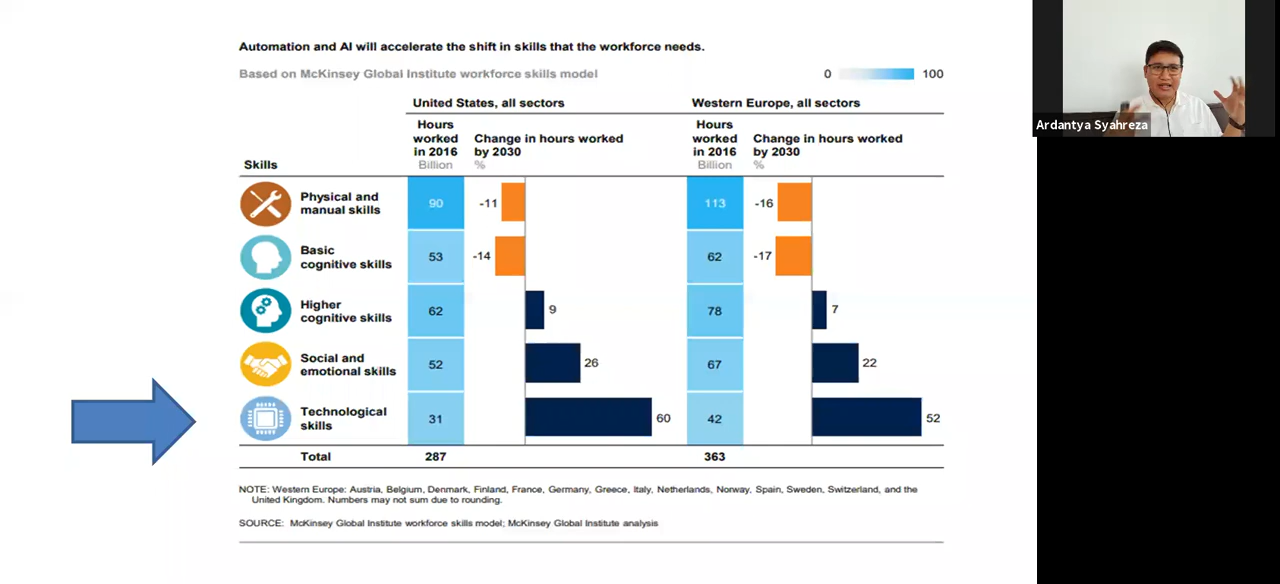 Automation and AI will accelerate the shift in skills that the workforce needs.
Based on McKinsey Global Institute workforce skills model
0 100
United States, all sectors
Western Europe, all sectors
Skills
Hours
worked
in 2016
Billion
Change in hours worked
by 2030
%
Hours
worked
in 2016
Billion
Change in hours worked
by 2030
%
Physical and
manual skills
90 -11 113 -16
Basic
cognitive skills
53 -14 62 -17
Higher
cognitive skills
62 9 78 7
Social and
emotional skills
52 26 67 22
Technological
skills
31 60 42 52
Total 287 363
NOTE: Western Europe: Austria, Belgium, Denmark, Finland, France, Germany, Greece, Italy, Netherlands, Norway, Spain, Sweden, Switzerland, and the
United Kingdom. Numbers may not sum due to rounding.
SOURCE: McKinsey Global Institute workforce skills model; McKinsey Global Institute analysis
Ardantya Syahreza